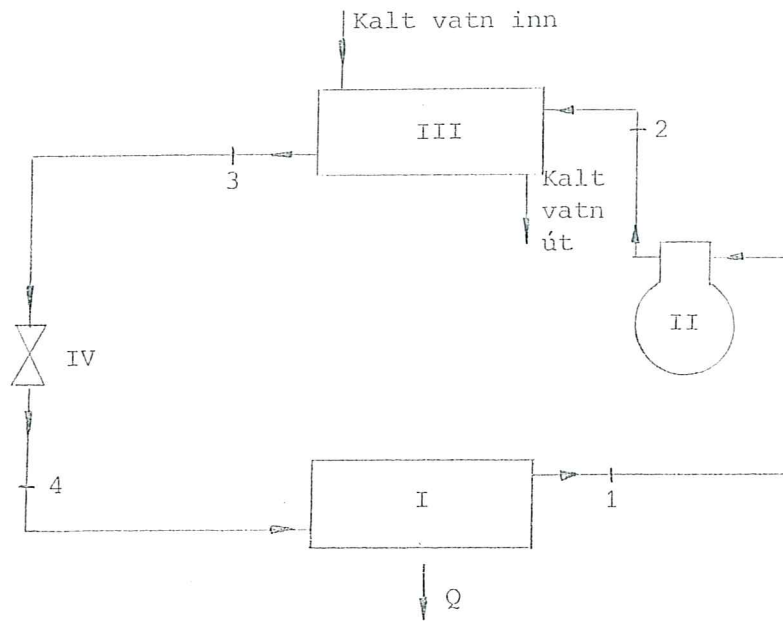 Kalt vatn inn
III
2
3
Kalt
vatn
út
II
IV
4
I
1
Q